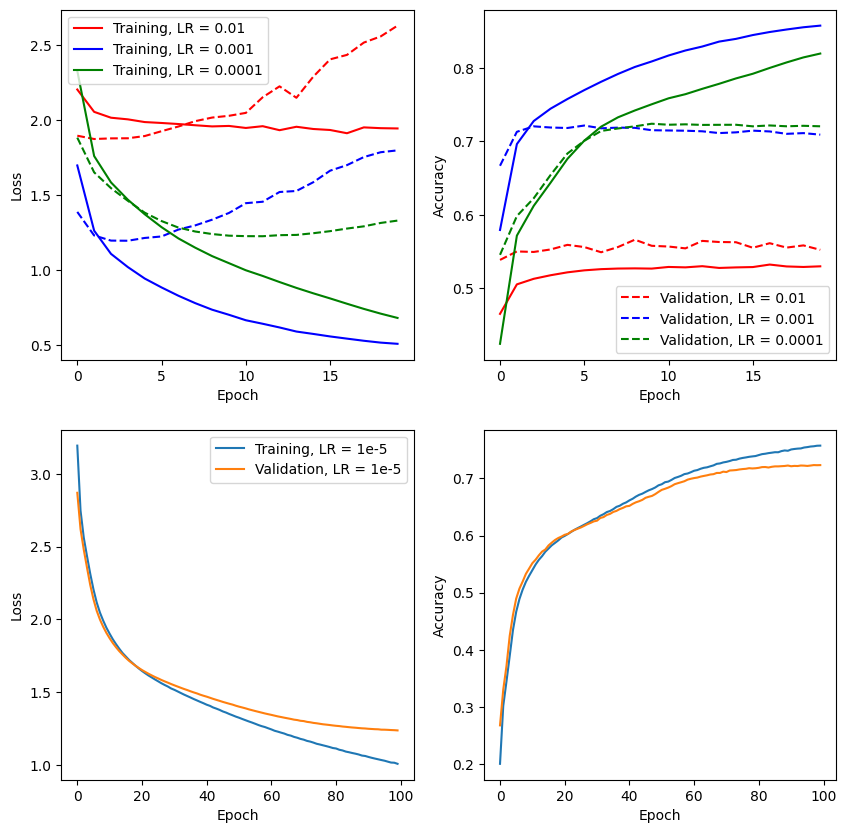 Training, LR = 0.01
Training, LR = 0.001
Training, LR = 0.0001
2.5
2.0
1.5
1.0
0.5
Loss
0
5
10
15
Epoch
0.8
0.7
0.6
0.5
Accuracy
Validation, LR = 0.01
Validation, LR = 0.001
Validation, LR = 0.0001
0
5
10
15
Epoch
Training, LR = 1e-5
Validation, LR = 1e-5
3.0
2.5
2.0
1.5
1.0
Loss
0
20
40
60
80
100
Epoch
0.7
0.6
0.5
0.4
0.3
0.2
Accuracy
0
20
40
60
80
100
Epoch